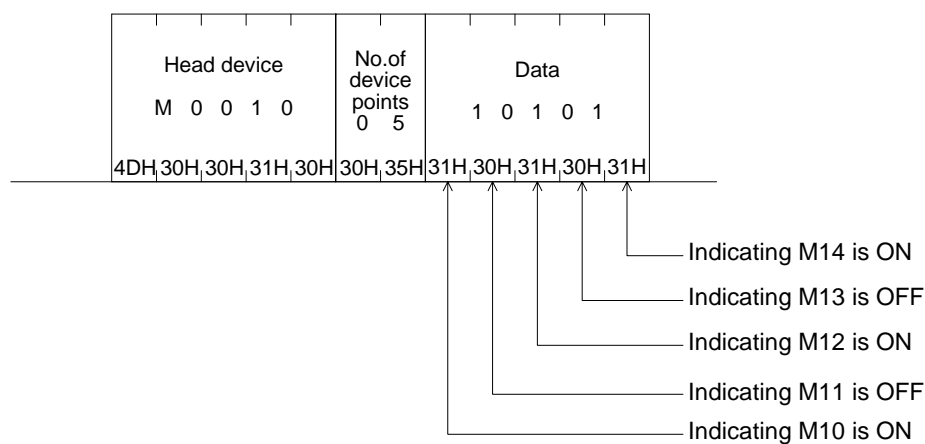 Head device
M 0 0 1 0
4DH 30H 30H 31H 30H
No.of
device
points
0 5
30H 35H
Data
1 0 1 0 1
31H 30H 31H 30H 31H
Indicating M14 is ON
Indicating M13 is OFF
Indicating M12 is ON
Indicating M11 is OFF
Indicating M10 is ON